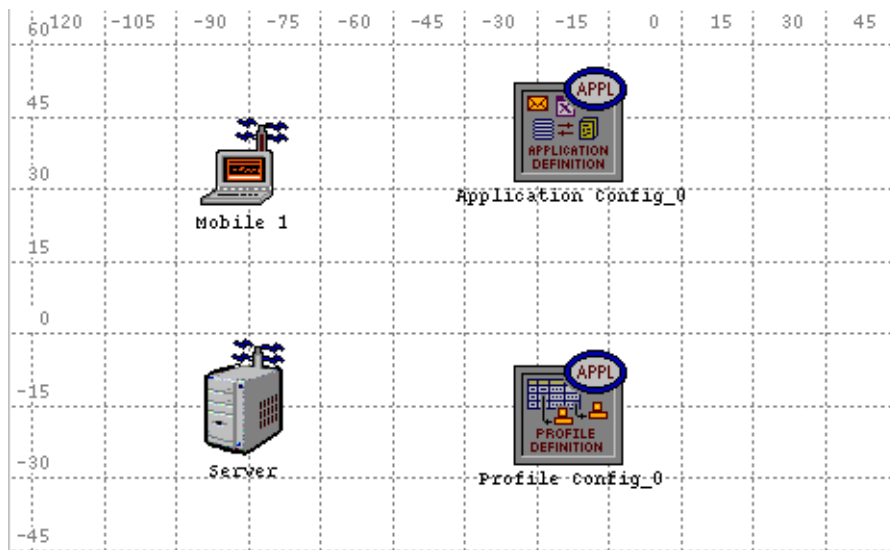 -120 -105 -90 -75 -60 -45 -30 -15 0 15 30 45
60
45
30
15
0
-15
-30
-45
APPL
APPLICATION
DEFINITION
Mobile 1
Application Config_0
APPL
PROFILE
DEFINITION
Server
Profile Config_0